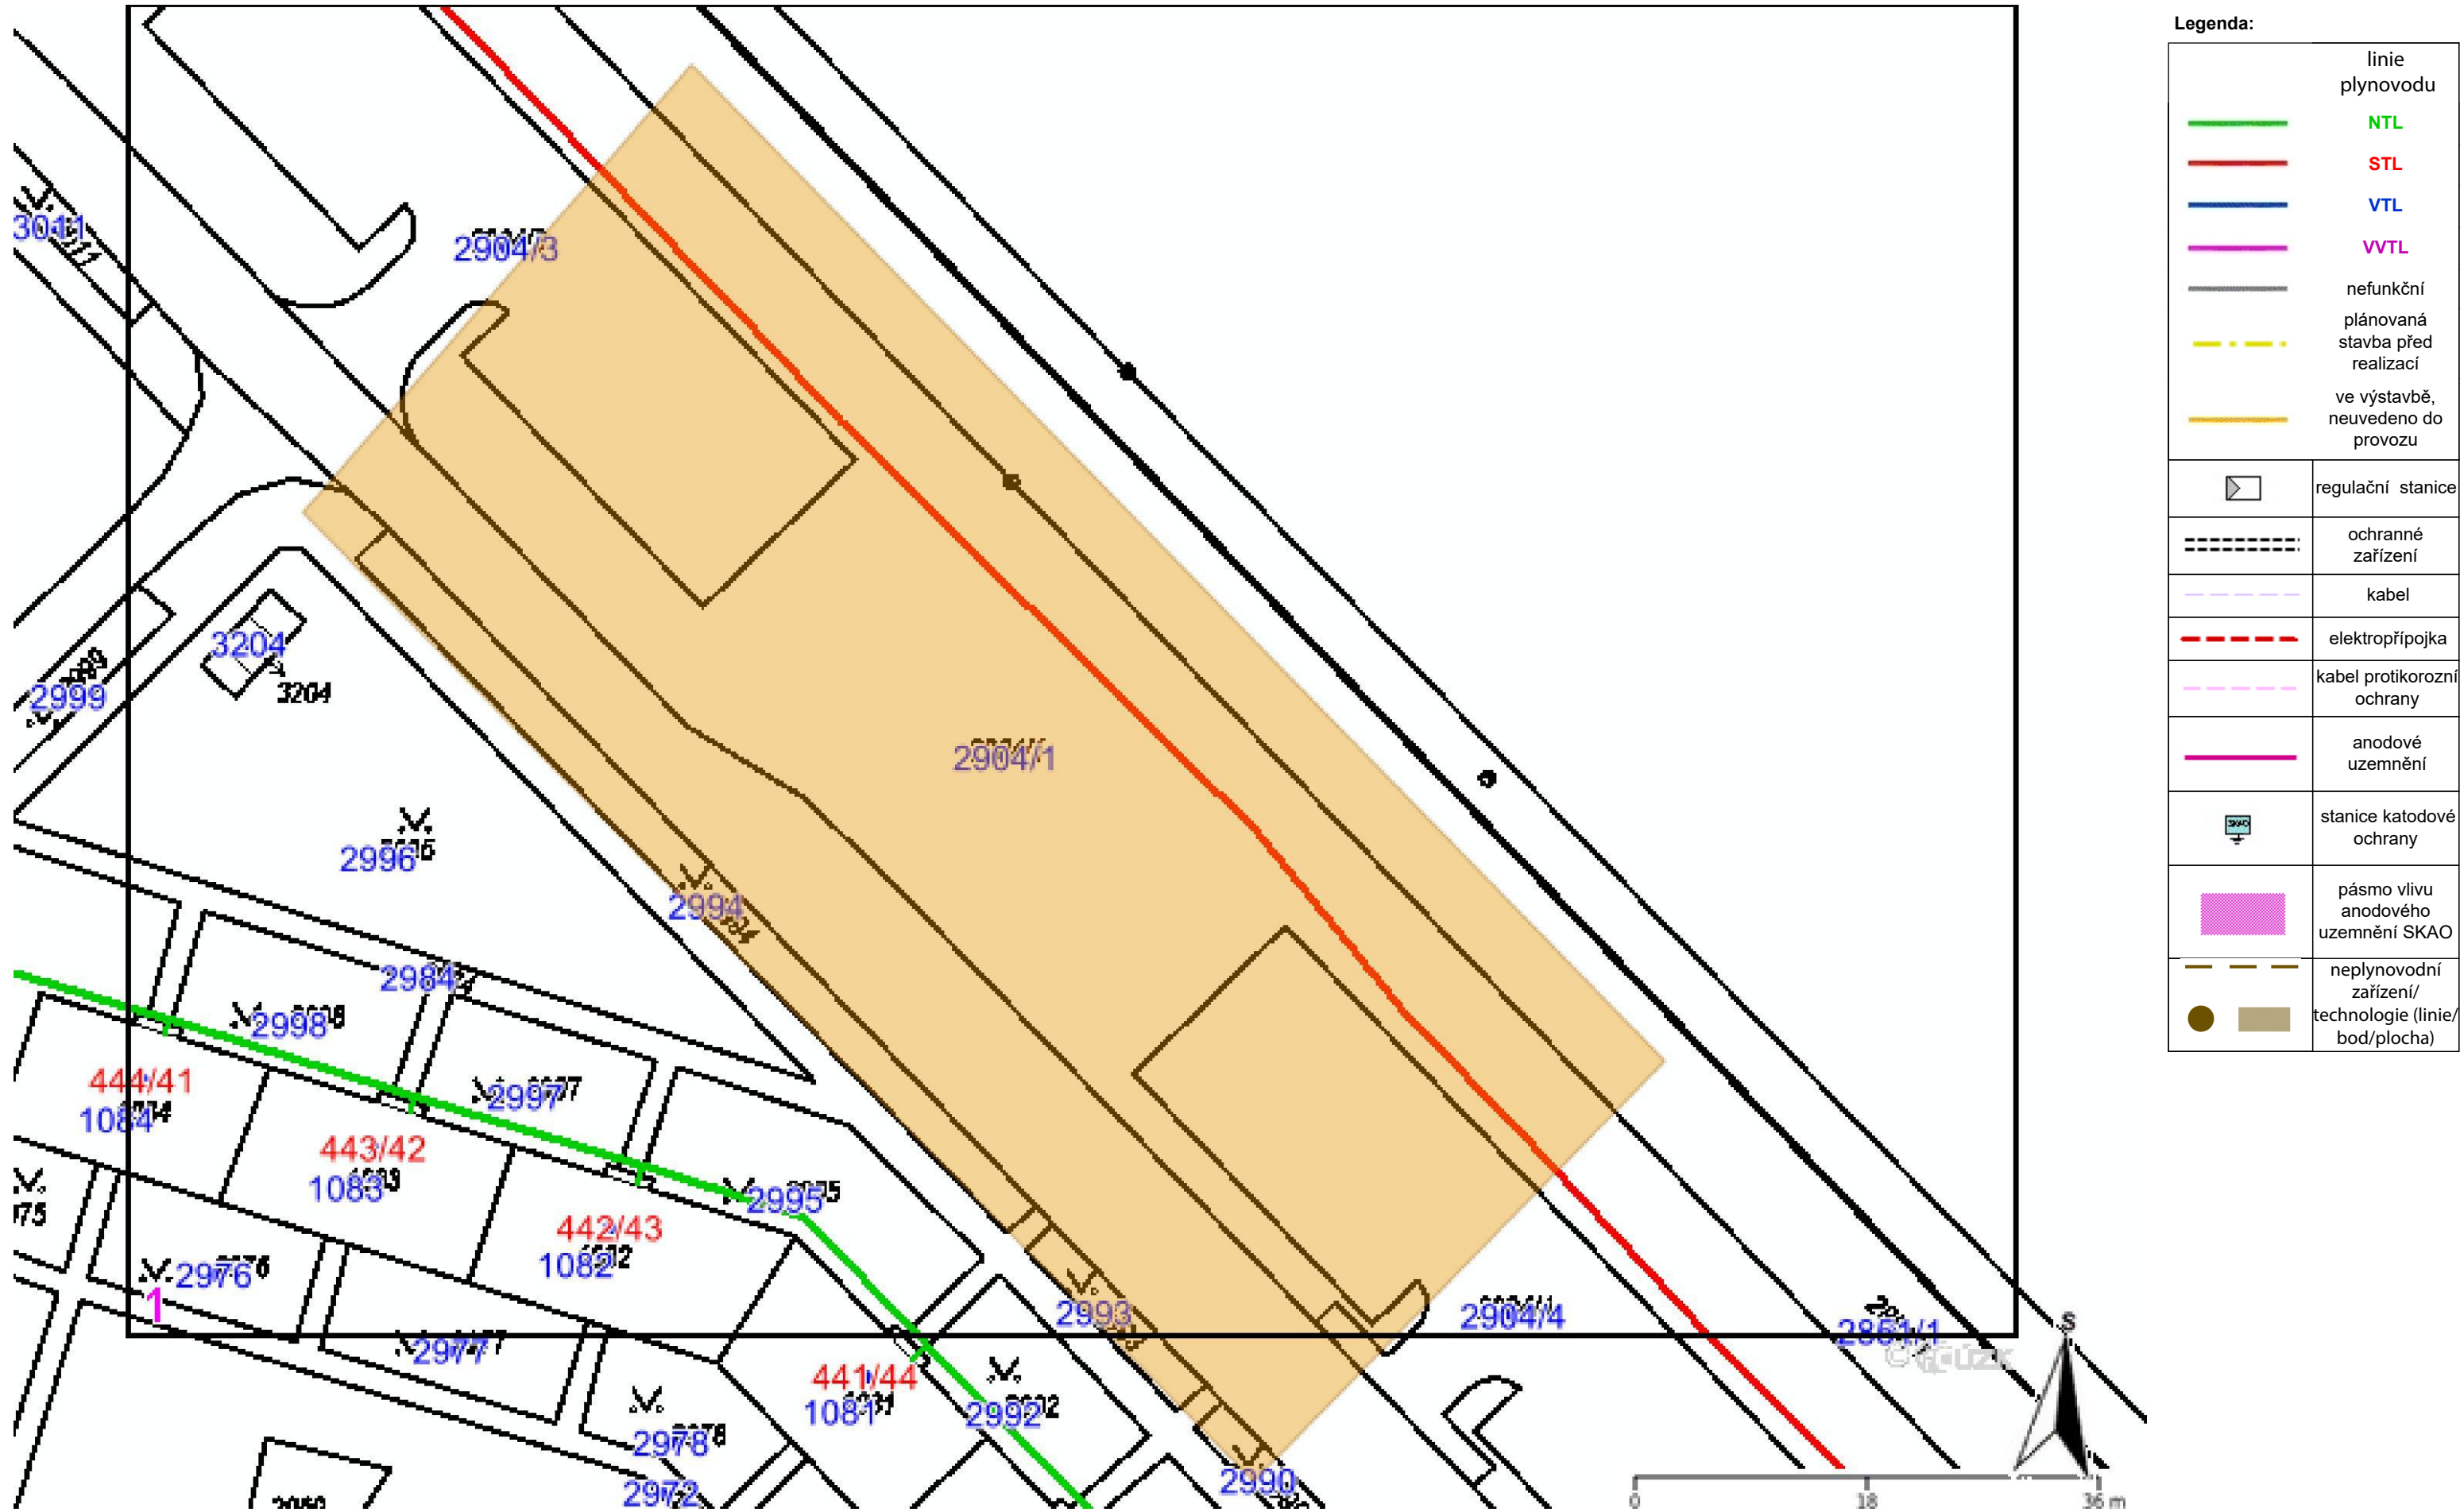 Legenda:
linie
plynovodu
NTL
STL
VTL
VVTL
nefunkční
plánovaná
stavba před
realizací
ve výstavbě,
neuvedeno do
provozu
regulační stanice
ochranné
zařízení
kabel
elektropřípojka
kabel protikorozní
ochrany
anodové
uzemnění
SKAO
stanice katodové
ochrany
pásmo vlivu
anodového
uzemnění SKAO
neplynovodní
zařízení/
technologie (linie/
bod/plocha)
3011
2904/3
3204
3204
2999
2904/1
2996
2994
2984
2998
2997
444/41
1084
443/42
1083
442/43
1082
2995
2976
1
2977
2993
2904/4
2861/1
441/44
1081
2992
2978
2972
2990
S
0 18 36 m